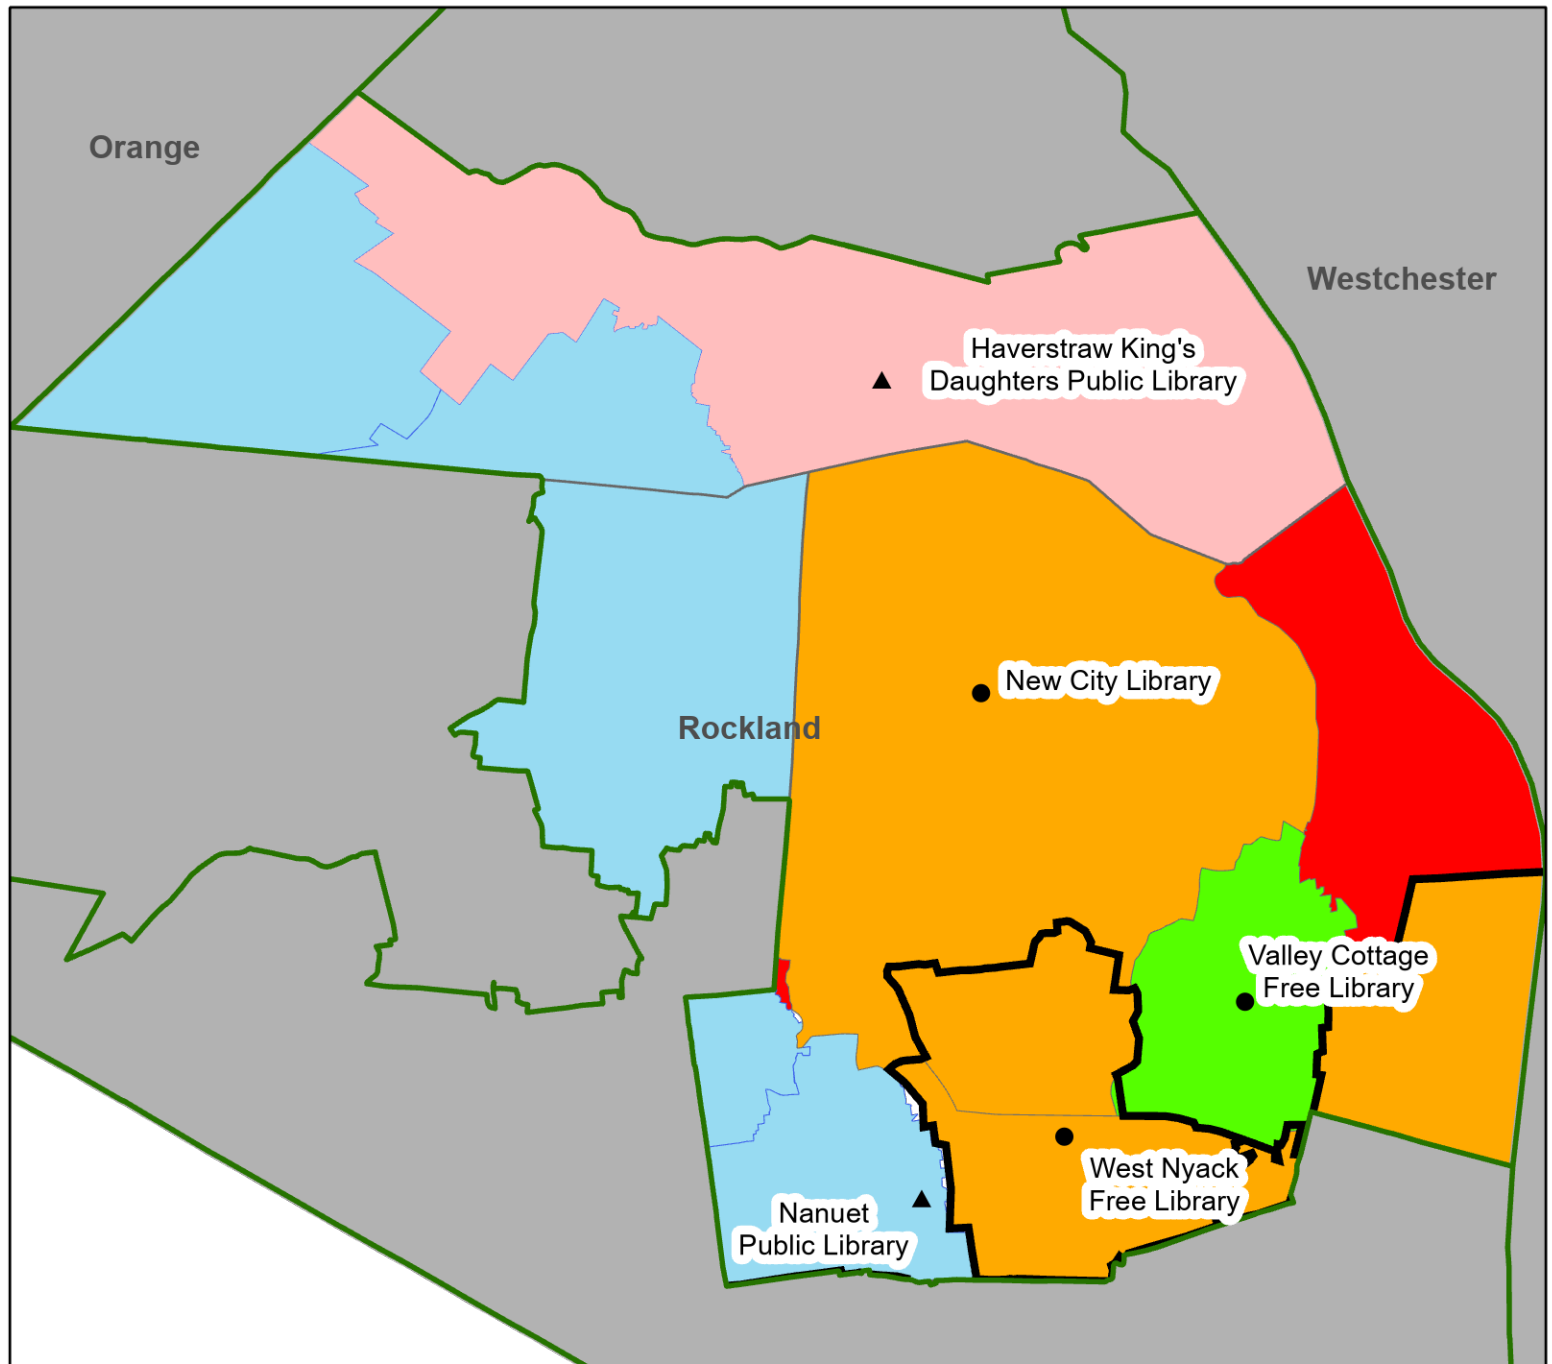 Orange
Westchester
Haverstraw King's
Daughters Public Library
New City Library
Rockland
Valley Cottage
Free Library
West Nyack
Free Library
Nanuet
Public Library